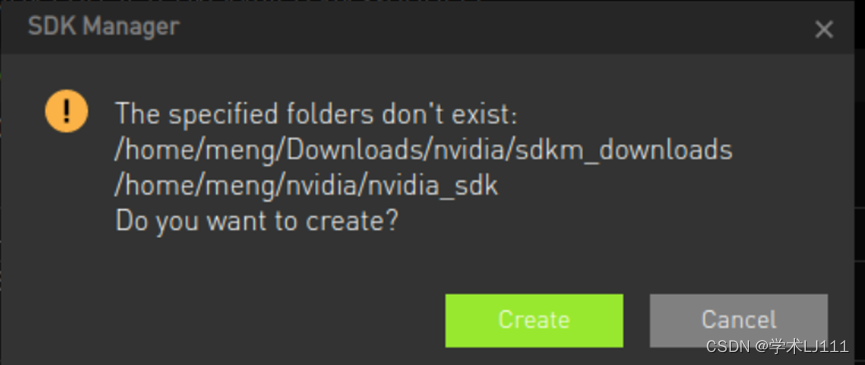 SDK Manager
The specified folders don't exist:
/home/meng/Downloads/nvidia/sdkm_downloads
/home/meng/nvidia/nvidia_sdk
Do you want to create?
Create Cancel
CSDN @学术LJ111